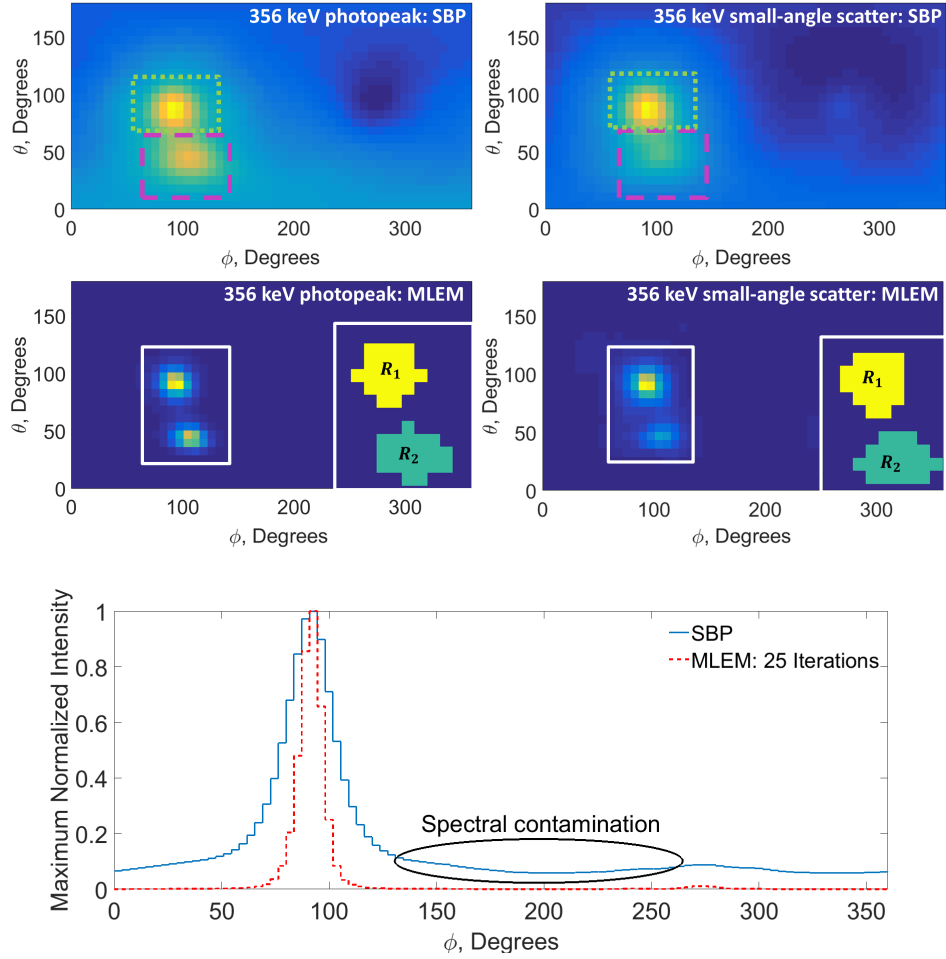 356 keV photopeak: SBP
θ, Degrees
150
100
50
0
0 100 200 300
ϕ, Degrees
356 keV small-angle scatter: SBP
θ, Degrees
150
100
50
0
0 100 200 300
ϕ, Degrees
356 keV photopeak: MLEM
θ, Degrees
150
100
50
0
R1
R2
0 100 200 300
ϕ, Degrees
356 keV small-angle scatter: MLEM
θ, Degrees
150
100
50
0
R1
R2
0 100 200 300
ϕ, Degrees
Maximum Normalized Intensity
1
0.8
0.6
0.4
0.2
0
SBP
MLEM: 25 Iterations
Spectral contamination
0 50 100 150 200 250 300 350
ϕ, Degrees